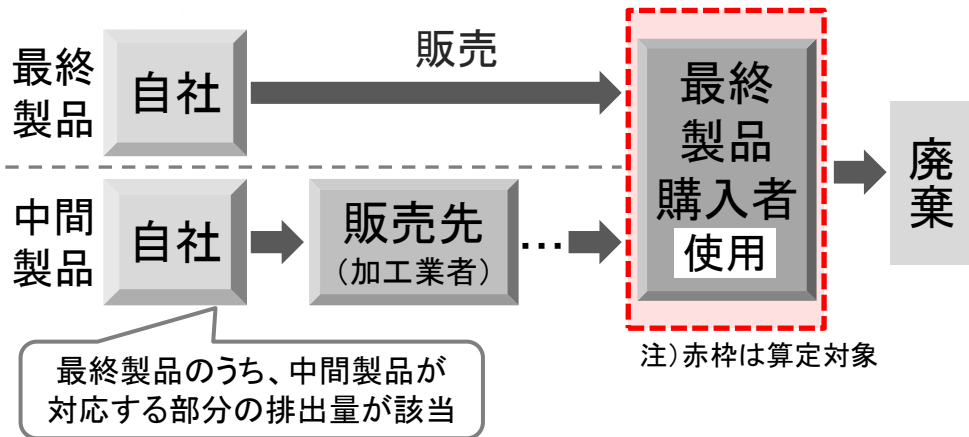 最終
製品
自社
販売
最終
製品
購入者
使用
廃棄
中間
製品
自社
販売先
(加工業者)
…
注)赤枠は算定対象
最終製品のうち、中間製品が
対応する部分の排出量が該当